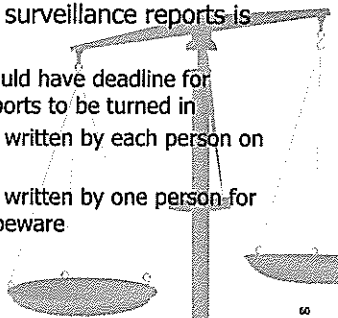 surveillance reports is
uld have deadline for
orts to be turned in
written by each person on
written by one person for
beware
60